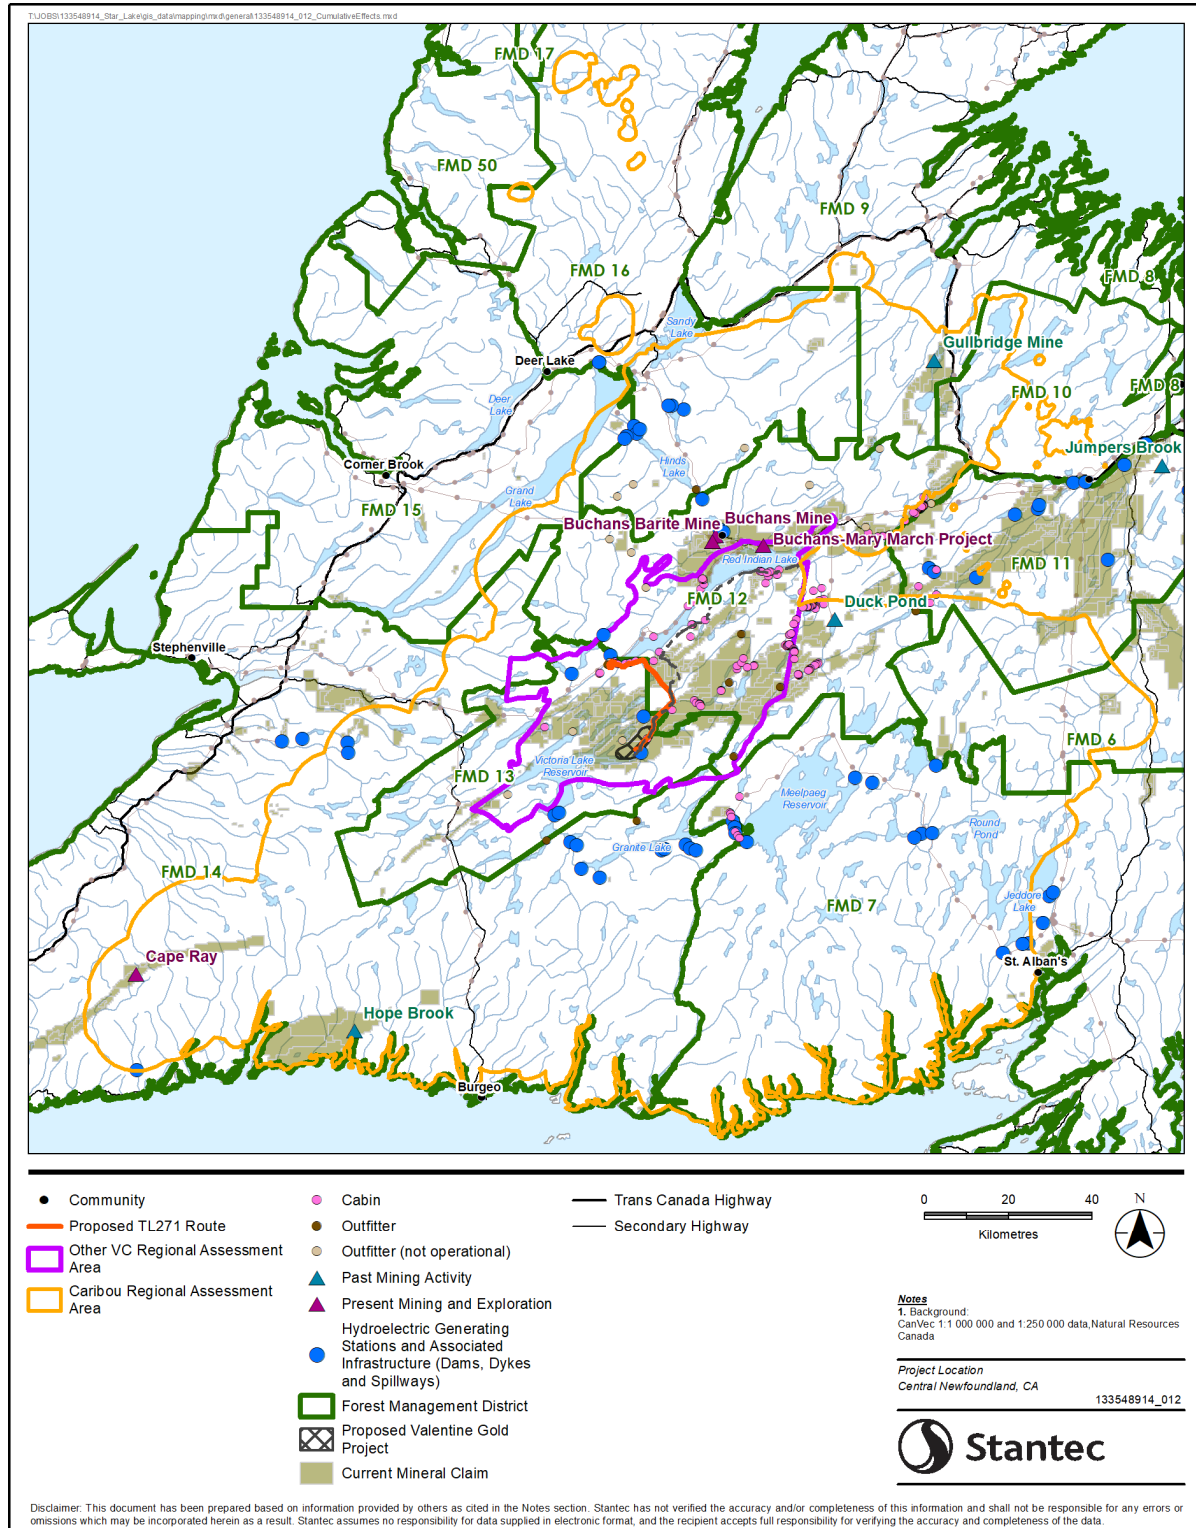 T:\JOBS\133548914_Star_Lake\gis_data\mapping\mxd\general\133548914_012_CumulativeEffects.mxd
FMD 17
FMD 50
FMD 9
FMD 16
FMD 8
Sandy
Lake
Gullbridge Mine
Deer Lake
FMD 10
FMD 8
Deer
Lake
Jumpers Brook
Corner Brook
Hinds
Lake
Grand
Lake
FMD 15
Buchans Barite Mine
Buchans Mine
Buchans-Mary March Project
Red Indian Lake
FMD 11
FMD 12
Duck Pond
Stephenville
FMD 6
Victoria Lake
Reservoir
FMD 13
Meelpaeg
Reservoir
Round
Pond
Granite Lake
FMD 14
Jeddore
Lake
FMD 7
Cape Ray
St. Alban's
Hope Brook
Burgeo
Community
Proposed TL271 Route
Other VC Regional Assessment
Area
Caribou Regional Assessment
Area
Cabin
Outfitter
Outfitter (not operational)
Past Mining Activity
Present Mining and Exploration
Hydroelectric Generating
Stations and Associated
Infrastructure (Dams, Dykes
and Spillways)
Forest Management District
Proposed Valentine Gold
Project
Current Mineral Claim
Trans Canada Highway
Secondary Highway
0 20 40
Kilometres
N
Notes
1. Background:
CanVec 1:1 000 000 and 1:250 000 data,Natural Resources
Canada
Project Location
Central Newfoundland, CA
133548914_012
Stantec
Disclaimer: This document has been prepared based on information provided by others as cited in the Notes section. Stantec has not verified the accuracy and/or completeness of this information and shall not be responsible for any errors or
omissions which may be incorporated herein as a result. Stantec assumes no responsibility for data supplied in electronic format, and the recipient accepts full responsibility for verifying the accuracy and completeness of the data.